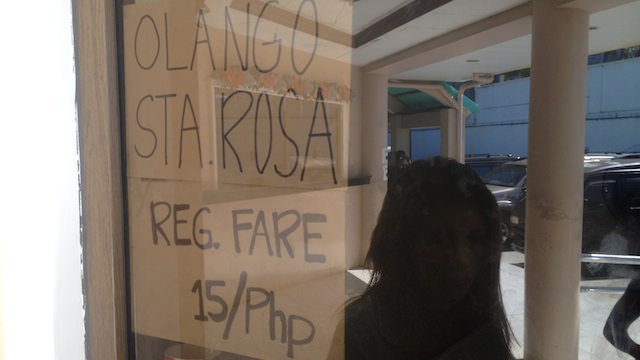 OLANGO
STA. ROSA
REG. FARE
15/Php